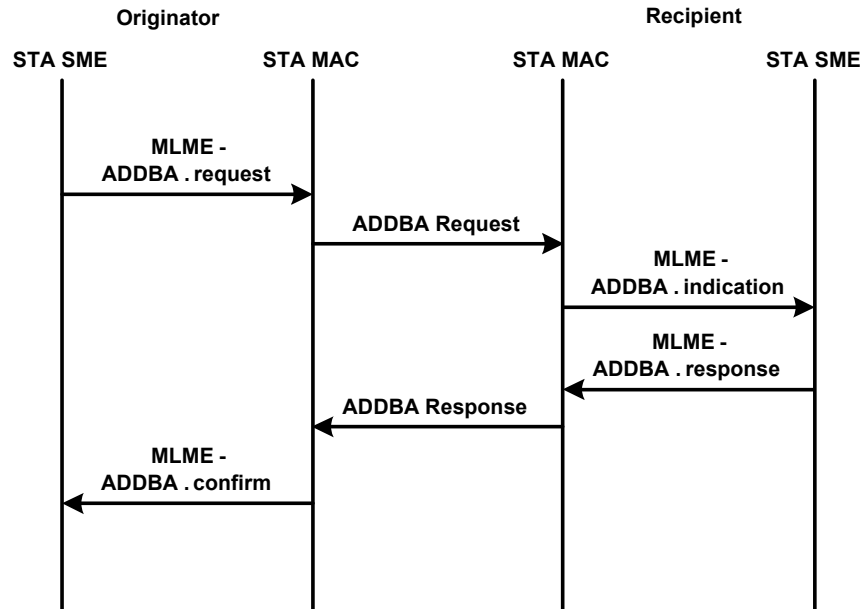 Originator
Recipient
STA SME
STA MAC
STA MAC
STA SME
MLME -
ADDBA . request
ADDBA Request
MLME -
ADDBA . indication
MLME -
ADDBA . response
ADDBA Response
MLME -
ADDBA . confirm